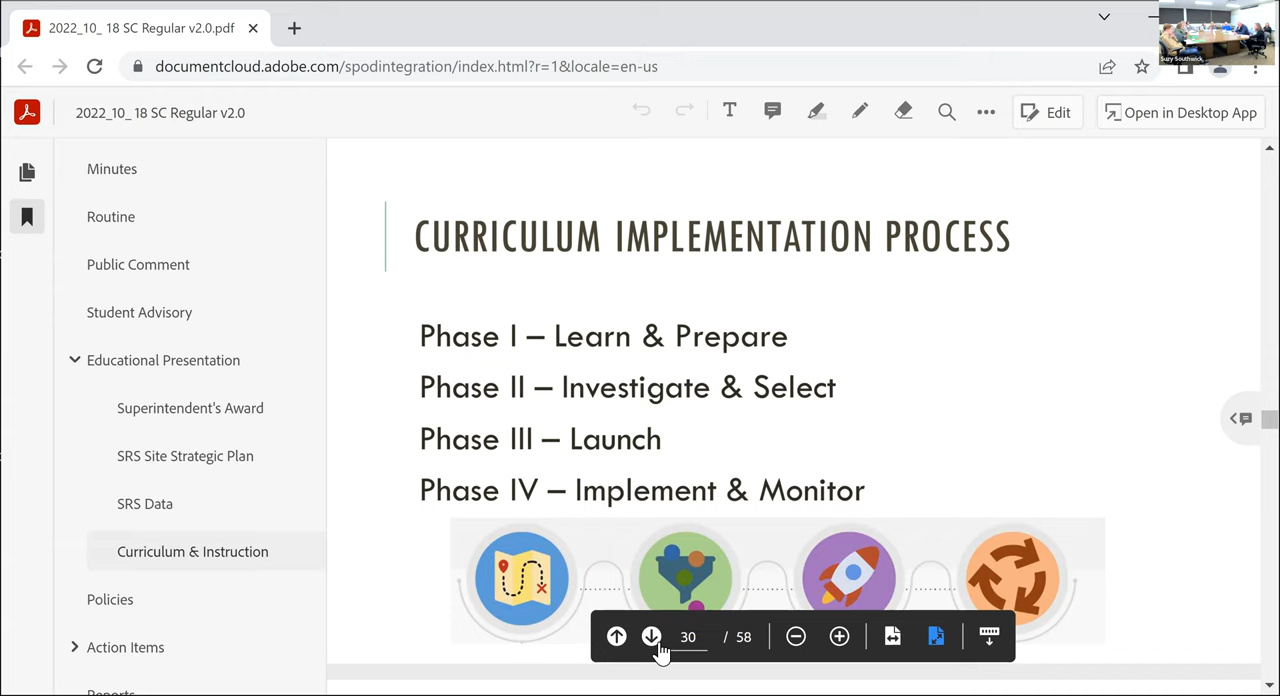 2022_10_ 18 SC Regular v2.0.pdf
documentcloud.adobe.com/spodintegration/index.html?r=1&locale=en-us
Suzy Southwick
2022_10_ 18 SC Regular v2.0
Edit
Open in Desktop App
Minutes
Routine
Public Comment
Student Advisory
Educational Presentation
Superintendent's Award
SRS Site Strategic Plan
SRS Data
Curriculum & Instruction
Policies
Action Items
Reports
CURRICULUM IMPLEMENTATION PROCESS
Phase I – Learn & Prepare
Phase II – Investigate & Select
Phase III – Launch
Phase IV – Implement & Monitor
30 / 58